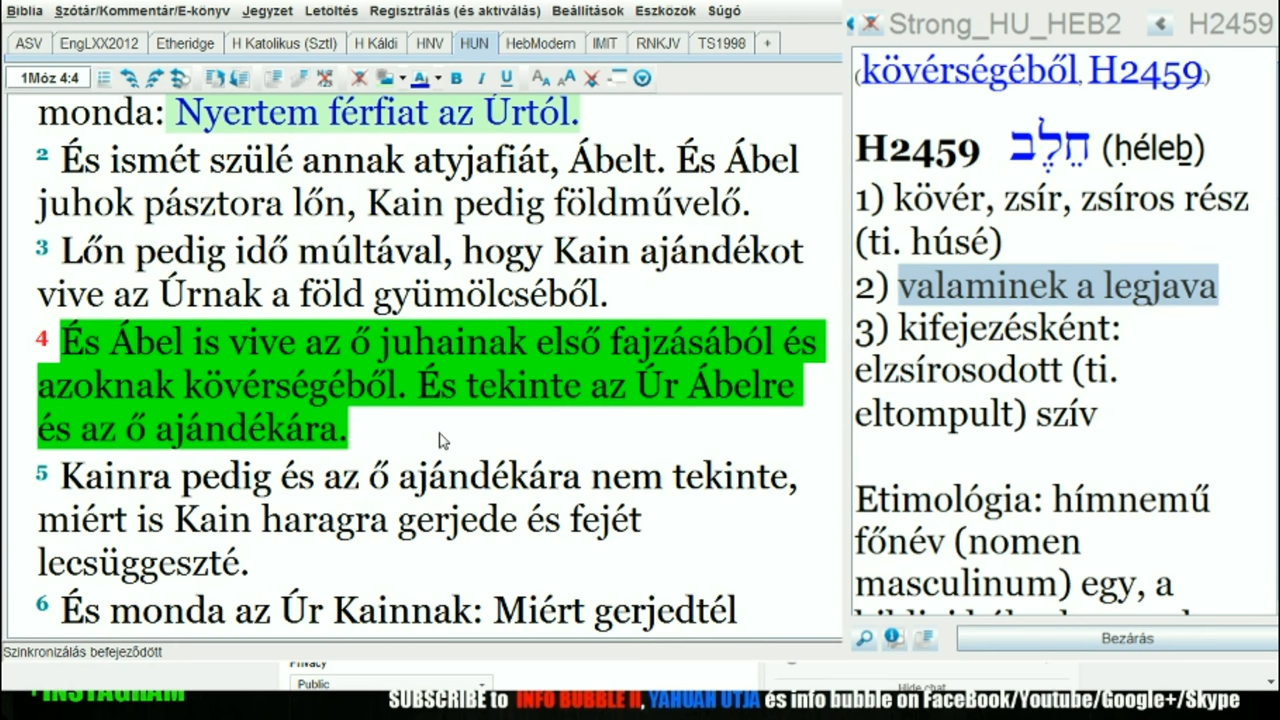 Biblia Szótár/Kommentár/E-könyv Jegyzet Letöltés Regisztrálás (és aktiválás) Beállítások Eszközök Súgó
ASV EngLXX2012 Etheridge H Katolikus (Sztl) H Káldi HNV HUN HebModern IMIT RNKJV TS1998 +
1Móz 4:4
monda: Nyertem férfiat az Úrtól.
2 És ismét szülé annak atyjafiát, Ábelt. És Ábel
juhok pásztora lőn, Kain pedig földművelő.
3 Lőn pedig idő múltával, hogy Kain ajándékot
vive az Úrnak a föld gyümölcséből.
4 És Ábel is vive az ő juhainak első fajzásából és
azoknak kövérségéből. És tekinte az Úr Ábelre
és az ő ajándékára.
5 Kainra pedig és az ő ajándékára nem tekinte,
miért is Kain haragra gerjede és fejét
lecsüggeszté.
6 És monda az Úr Kainnak: Miért gerjedtél
Szinkronizálás befejeződött
Strong_HU_HEB2 H2459
(kövérségéből, H2459)
H2459 חֵלֶב (ḥéleḇ)
1) kövér, zsír, zsíros rész
(ti. húsé)
2) valaminek a legjava
3) kifejezésként:
elzsírosodott (ti.
eltompult) szív
Etimológia: hímnemű
főnév (nomen
masculinum) egy, a
Bezárás
Privacy
Public
Hide chat
INSTAGRAM
SUBSCRIBE to INFO BUBBLE II, YAHUAH UTJA és info bubble on FaceBook/Youtube/Google+/Skype